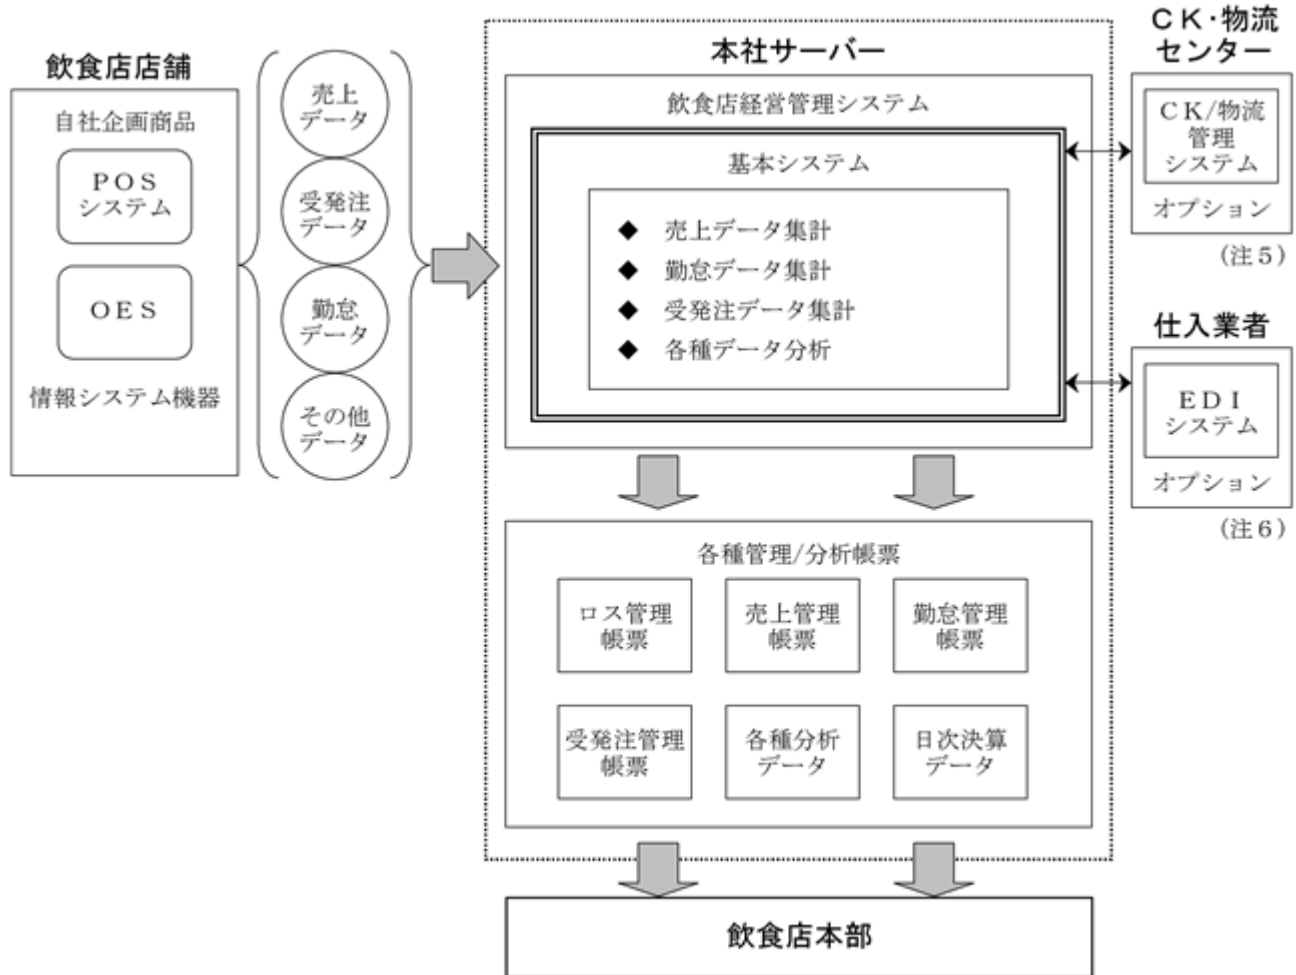 飲食店店舗
自社企画商品
ＰＯＳ
システム
ＯＥＳ
情報システム機器
売上
データ
受発注
データ
勤怠
データ
その他
データ
本社サーバー
飲食店経営管理システム
基本システム
◆ 売上データ集計
◆ 勤怠データ集計
◆ 受発注データ集計
◆ 各種データ分析
ＣＫ・物流
センター
ＣＫ/物流
管理
システム
オプション
（注５）
仕入業者
ＥＤＩ
システム
オプション
（注６）
各種管理/分析帳票
ロス管理
帳票
売上管理
帳票
勤怠管理
帳票
受発注管理
帳票
各種分析
データ
日次決算
データ
飲食店本部